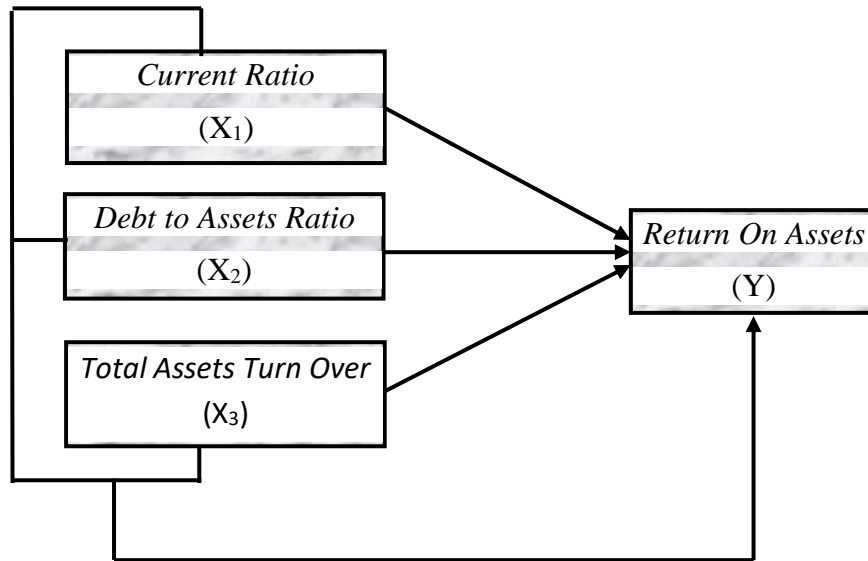 Current Ratio
(X₁)
Debt to Assets Ratio
(X₂)
Return On Assets
(Y)
Total Assets Turn Over
(X₃)